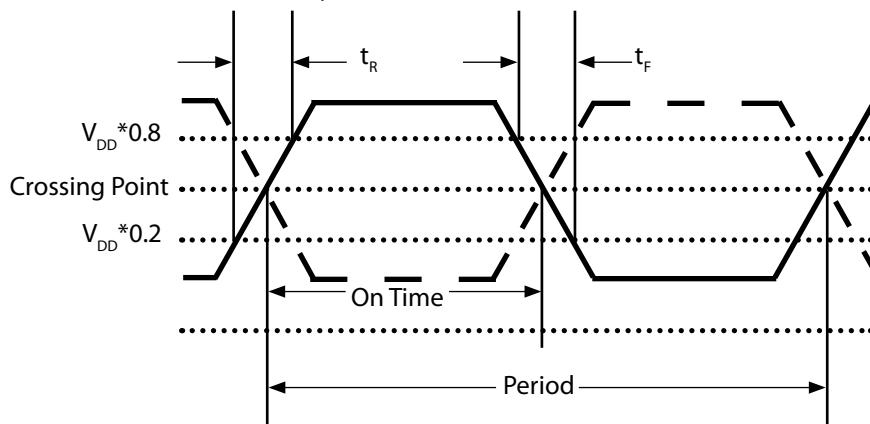 t_R
t_F
V_DD*0.8
Crossing Point
V_DD*0.2
On Time
Period